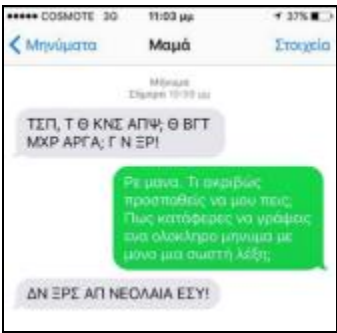 COSMOTE 3G 11:03 μμ 37%
Μηνύματα Μαμά Στοιχεία
Μήνυμα
Σήμερα
ΤΣΠ, Τ Θ ΚΝΣ ΑΠΨ; Θ ΒΓΤ
ΜΧΡ ΑΡΓΑ; Γ Ν ΞΡ!
Ρε μανα. Τι ακριβώς
προσπαθείς να μου πεις;
Πως κατάφερες να γράψεις
ενα ολοκληρο μηνυμα με
μονο μια σωστή λέξη;
ΔΝ ΞΡΣ ΑΠ ΝΕΟΛΑΙΑ ΕΣΥ!